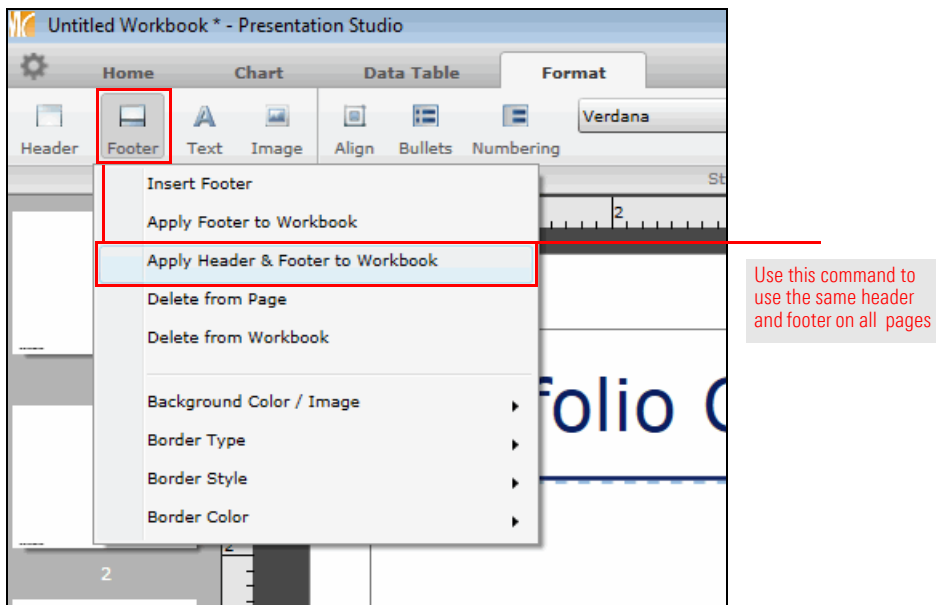 Untitled Workbook * - Presentation Studio
Home Chart Data Table Format
Header Footer Text Image Align Bullets Numbering Verdana
St
Insert Footer
Apply Footer to Workbook
Apply Header & Footer to Workbook
Delete from Page
Delete from Workbook
Background Color / Image
Border Type
Border Style
Border Color
2
folio
2
2
Use this command to
use the same header
and footer on all pages